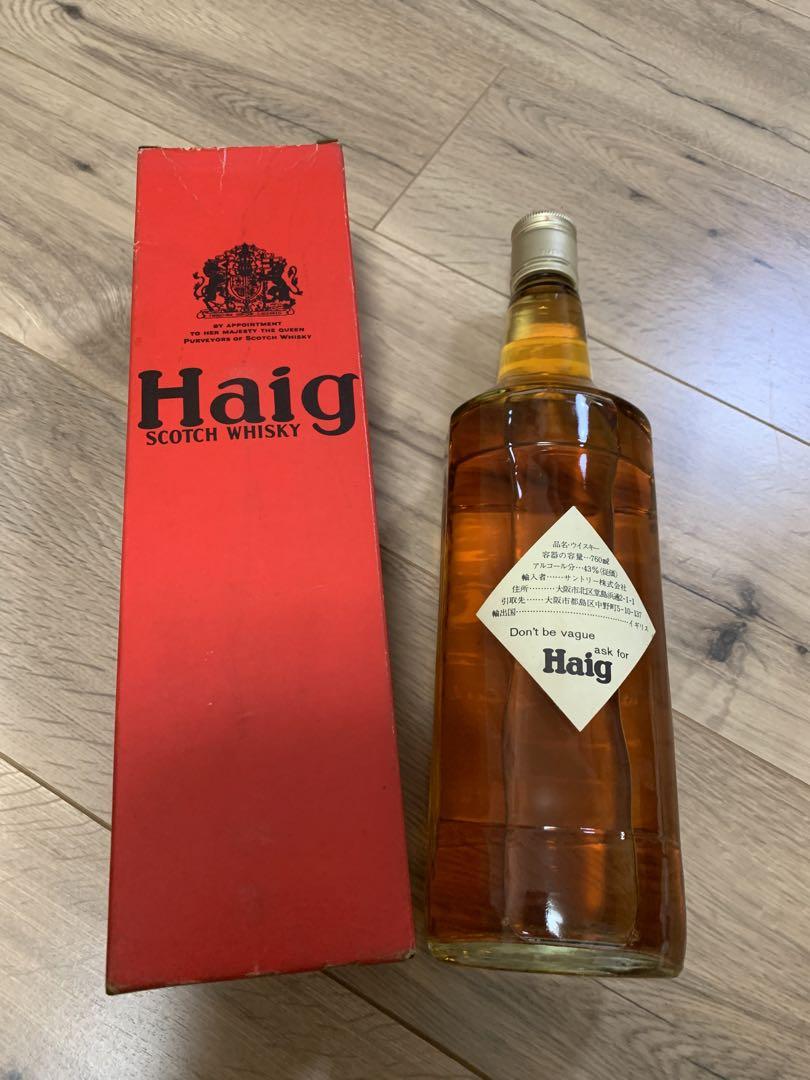 BY APPOINTMENT
TO HER MAJESTY THE QUEEN
PURVEYORS OF SCOTCH WHISKY
Haig
SCOTCH WHISKY
品名・ウイスキー
容器の容量…760㎖
アルコール分…43%(従価)
輸入者……サントリー株式会社
住所………大阪市北区堂島浜通2-1-1
引取先……大阪市都島区中野町5-10-137
輸出国……………………………イギリス
Don't be vague
ask for
Haig